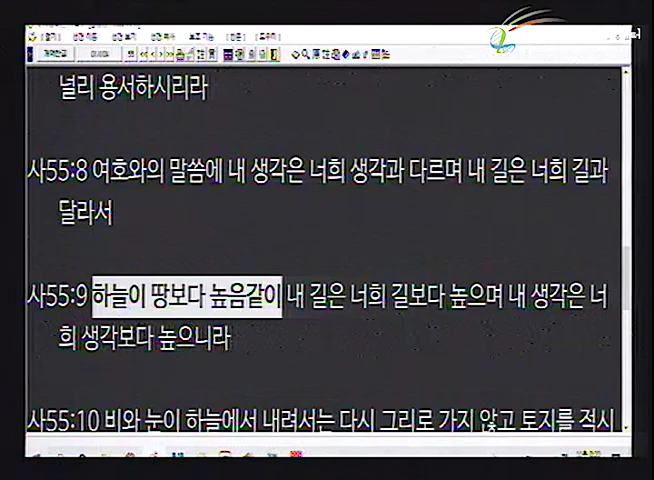 널리 용서하시리라
사55:8 여호와의 말씀에 내 생각은 너희 생각과 다르며 내 길은 너희 길과
달라서
사55:9 하늘이 땅보다 높음같이 내 길은 너희 길보다 높으며 내 생각은 너
희 생각보다 높으니라
사55:10 비와 눈이 하늘에서 내려서는 다시 그리로 가지 않고 토지를 적시